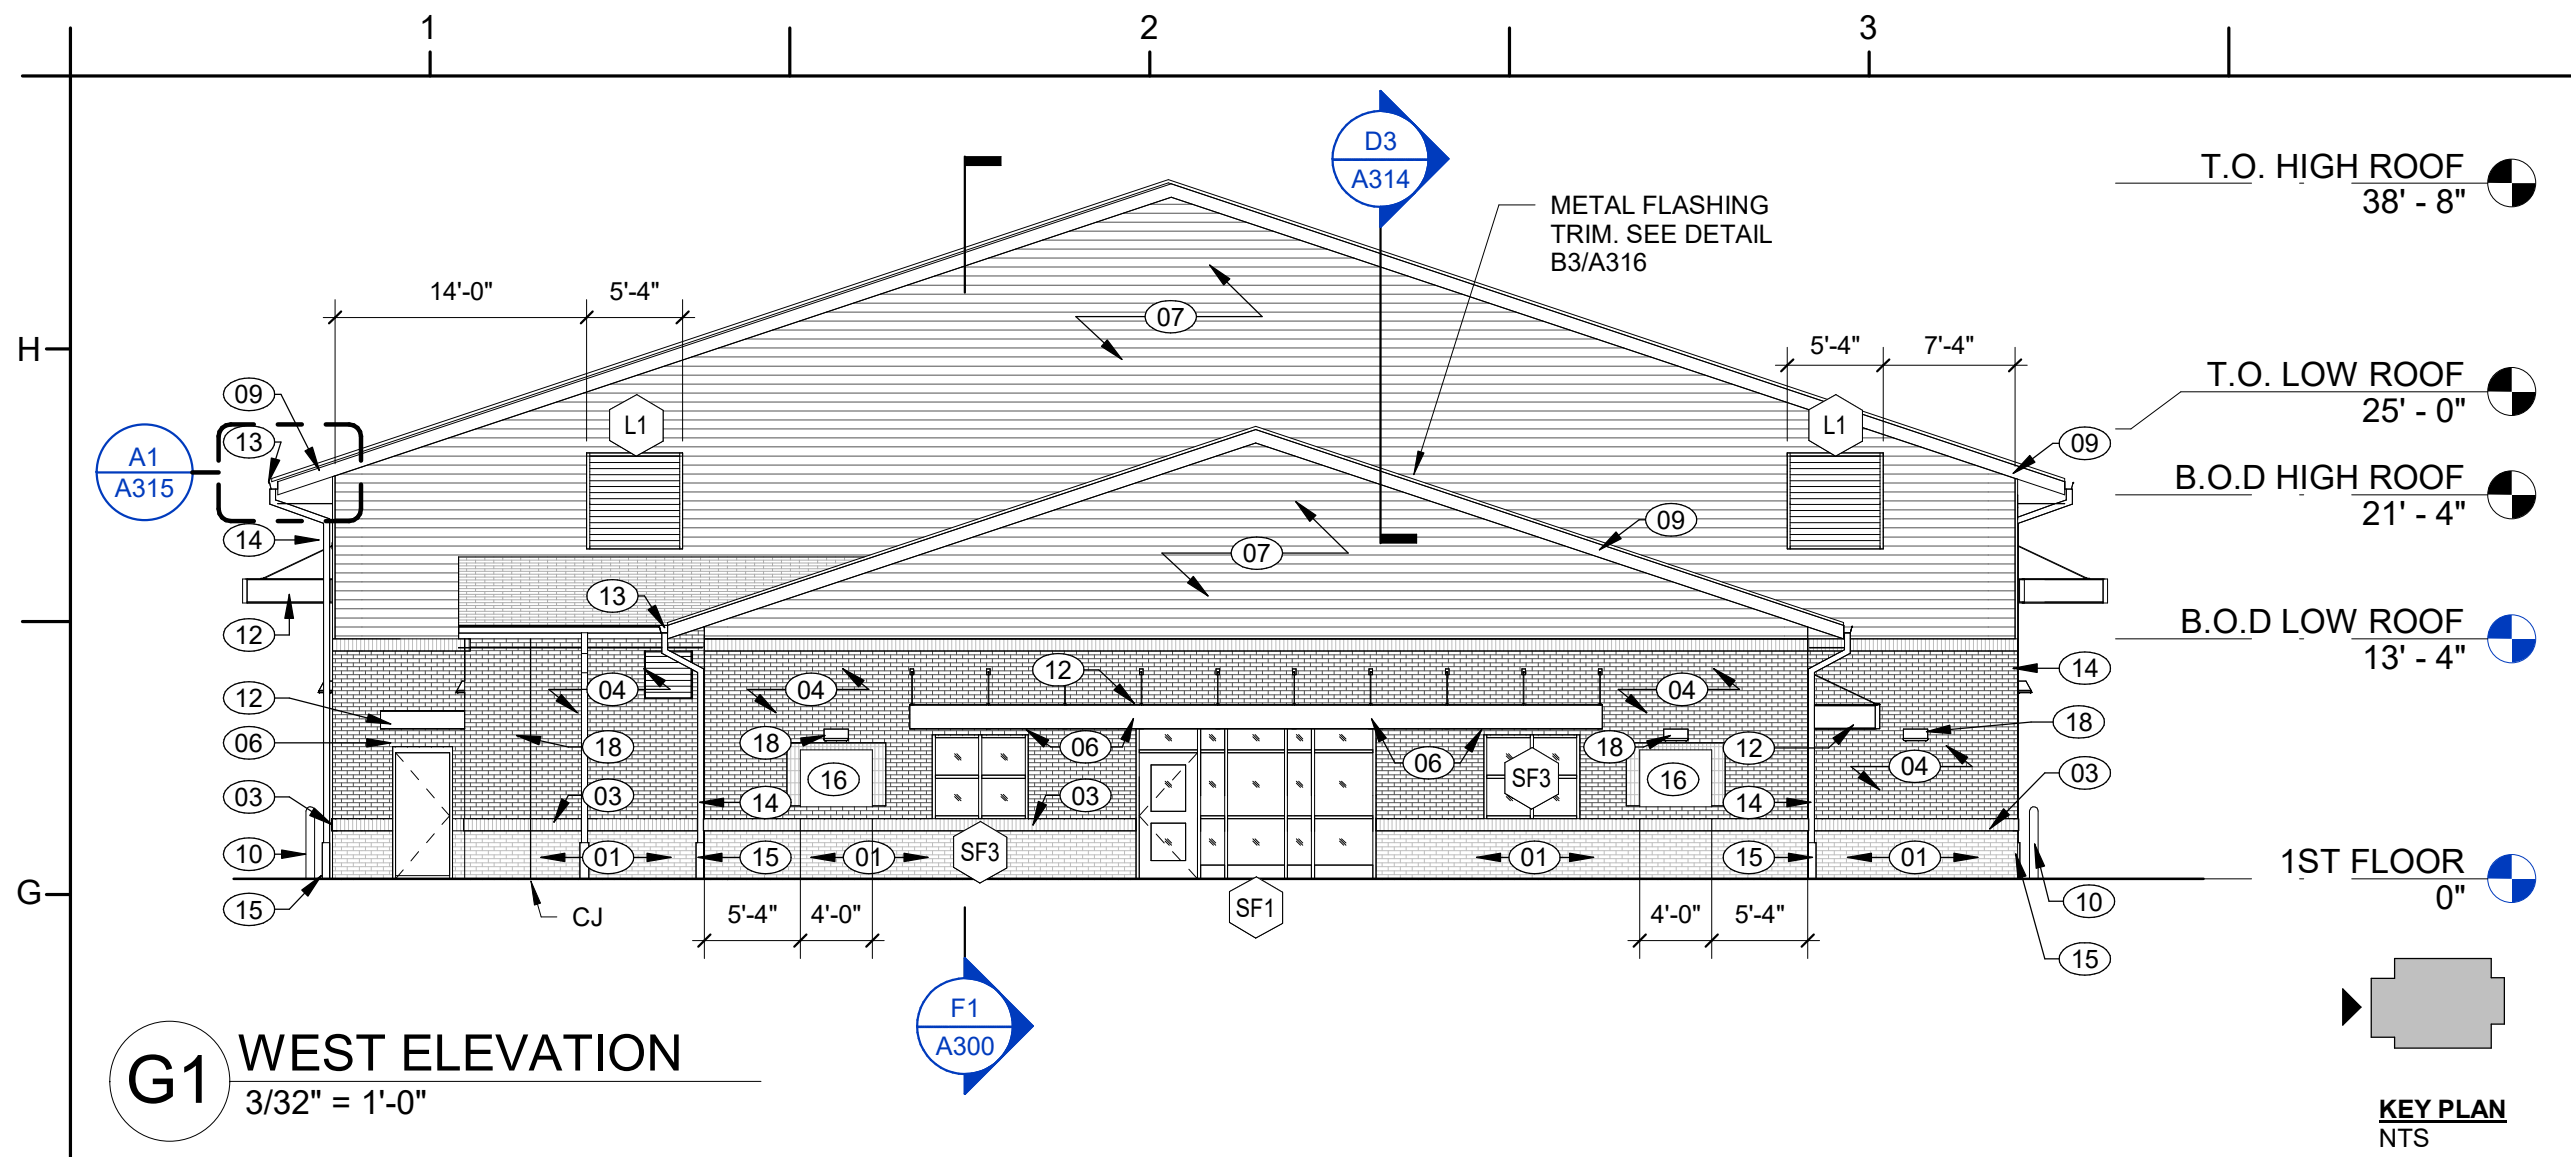 1
2
3
H
G
D3
A314
T.O. HIGH ROOF
38' - 8"
METAL FLASHING
TRIM. SEE DETAIL
B3/A316
14'-0"
5'-4"
07
5'-4"
7'-4"
T.O. LOW ROOF
25' - 0"
09
13
L1
L1
09
A1
A315
B.O.D HIGH ROOF
21' - 4"
14
09
07
12
13
B.O.D LOW ROOF
13' - 4"
12
04
04
12
04
14
06
18
18
06
06
18
12
18
04
03
03
16
14
03
SF3
16
14
03
10
01
15
01
SF3
01
15
01
1ST FLOOR
0"
15
CJ
5'-4"
4'-0"
SF1
4'-0"
5'-4"
10
15
F1
A300
G1
WEST ELEVATION
3/32" = 1'-0"
KEY PLAN
NTS